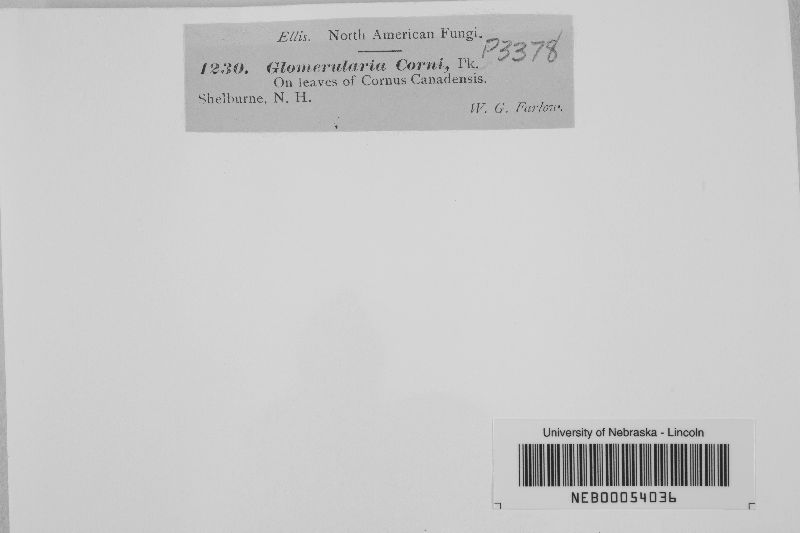 Ellis. North American Fungi.
P3378
1230. Glomerularia Corni, Pk.
On leaves of Cornus Canadensis.
Shelburne, N. H.
W. G. Farlow.
University of Nebraska - Lincoln
NEB00054036